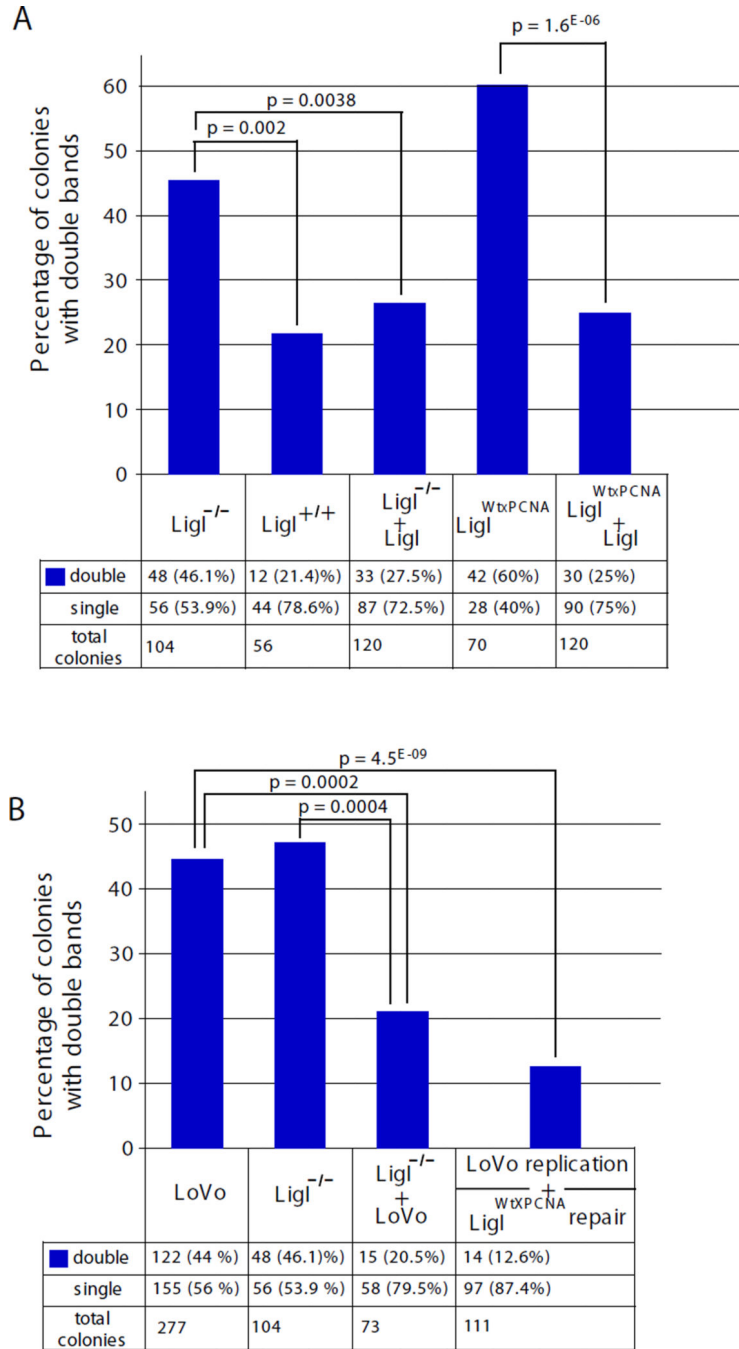 A
p = 1.6E-06
p = 0.0038
p = 0.002
Percentage of colonies
with double bands
60
50
40
30
20
10
0
LigI−/−
LigI+/+
LigI−/−
+
LigI
LigIWtxPCNA
LigIWtxPCNA
+
LigI
double 48 (46.1%) 12 (21.4)%) 33 (27.5%) 42 (60%) 30 (25%)
single 56 (53.9%) 44 (78.6%) 87 (72.5%) 28 (40%) 90 (75%)
total
colonies 104 56 120 70 120
B
p = 4.5E-09
p = 0.0002
p = 0.0004
Percentage of colonies
with double bands
50
40
30
20
10
0
LoVo
LigI−/−
LigI−/−
+
LoVo
LoVo replication
+
LigIWtXPCNA repair
double 122 (44 %) 48 (46.1)%) 15 (20.5%) 14 (12.6%)
single 155 (56 %) 56 (53.9 %) 58 (79.5%) 97 (87.4%)
total
colonies 277 104 73 111